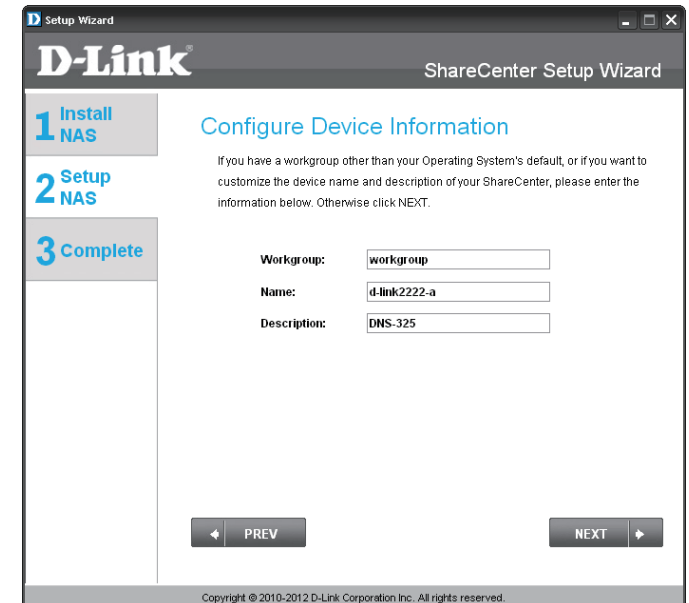 Setup Wizard
D-Link®
ShareCenter Setup Wizard
1 Install
NAS
2 Setup
NAS
3 Complete
Configure Device Information
If you have a workgroup other than your Operating System's default, or if you want to
customize the device name and description of your ShareCenter, please enter the
information below. Otherwise click NEXT.
Workgroup: workgroup
Name: d-link2222-a
Description: DNS-325
PREV
NEXT
Copyright © 2010-2012 D-Link Corporation Inc. All rights reserved.